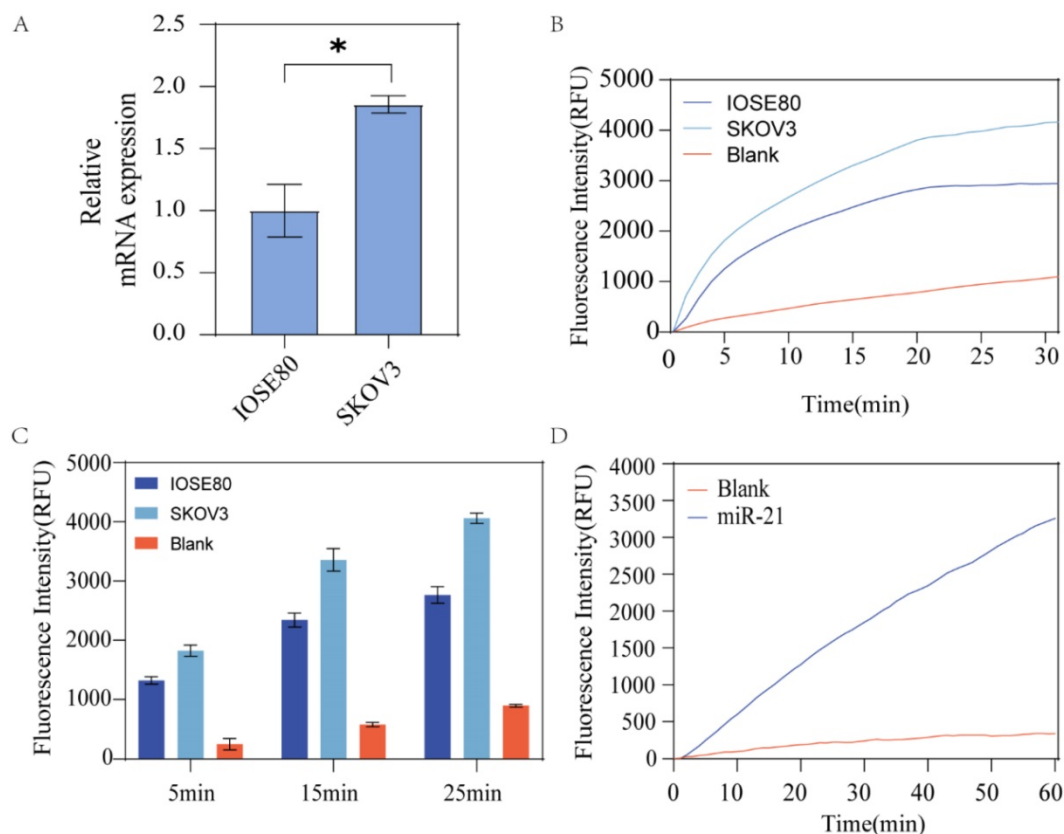 A
Relative
mRNA expression
2.5
2.0
1.5
1.0
0.5
0.0
*
IOSE80
SKOV3
B
Fluorescence Intensity(RFU)
5000
4000
3000
2000
1000
0
IOSE80
SKOV3
Blank
0 5 10 15 20 25 30
Time(min)
C
Fluorescence Intensity(RFU)
5000
4000
3000
2000
1000
0
IOSE80
SKOV3
Blank
5min 15min 25min
D
Fluorescence Intensity(RFU)
4000
3500
3000
2500
2000
1500
1000
500
0
Blank
miR-21
0 10 20 30 40 50 60
Time(min)